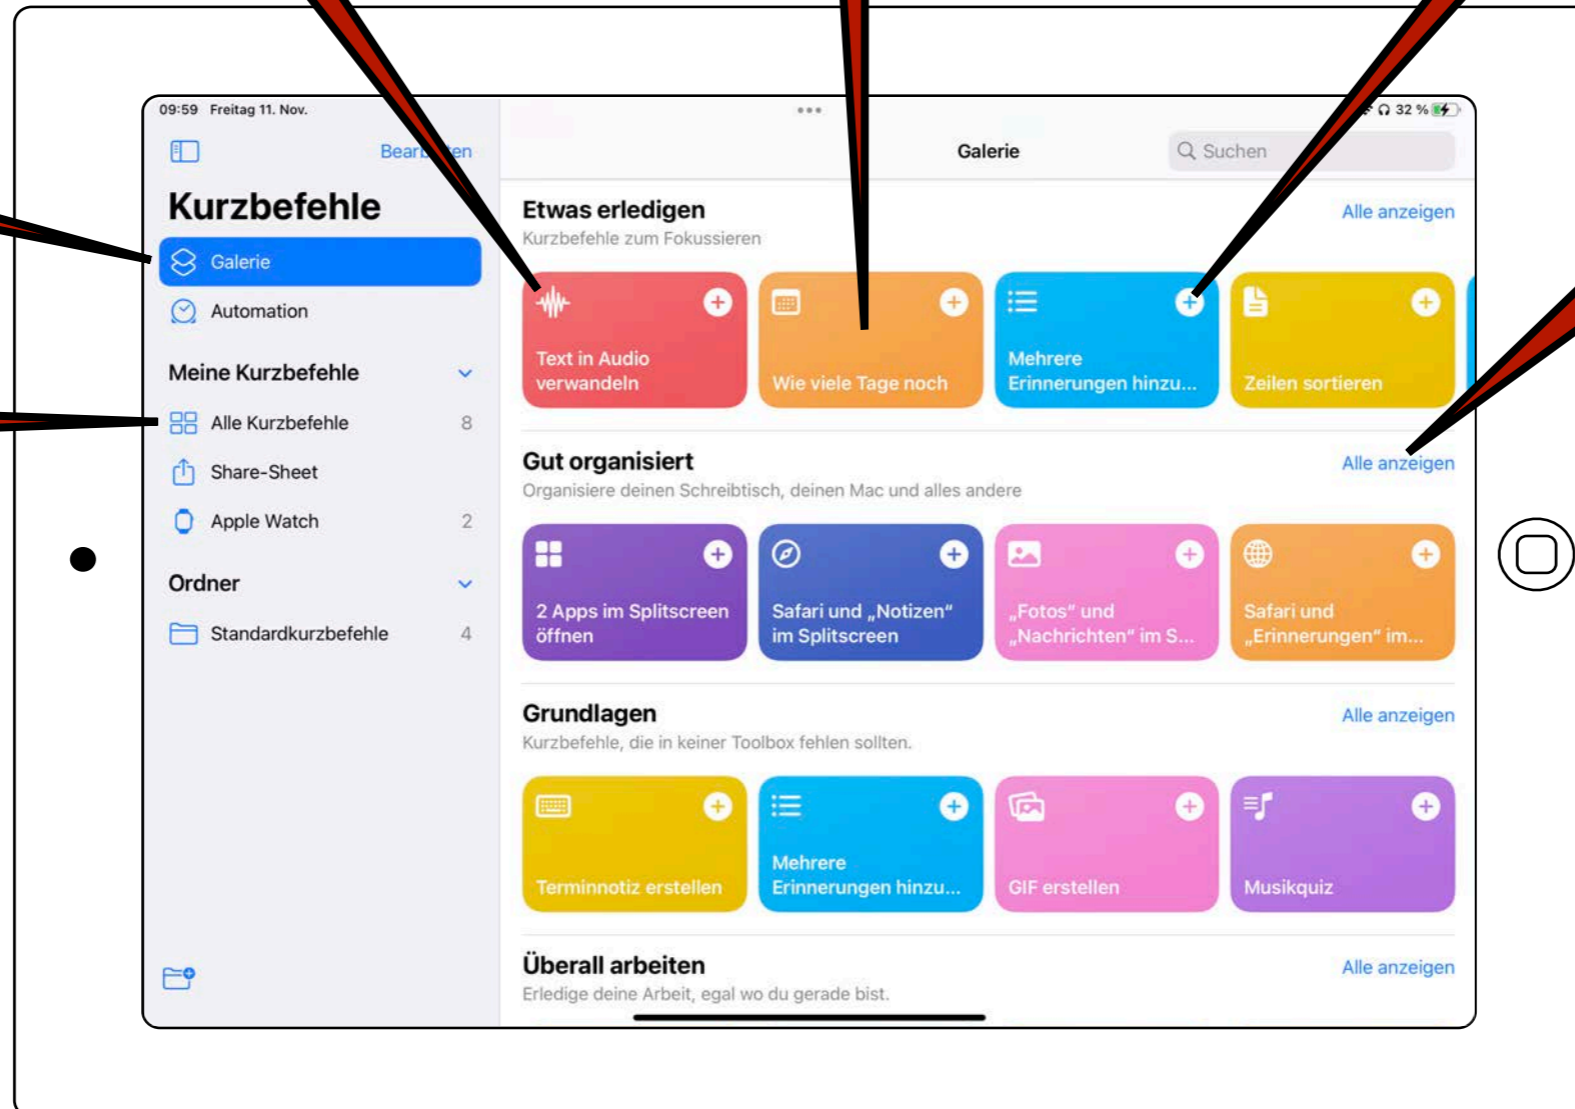 09:59 Freitag 11. Nov.
32 %
Bearbeiten
Galerie
Suchen
Kurzbefehle
Galerie
Automation
Meine Kurzbefehle
Alle Kurzbefehle 8
Share-Sheet
Apple Watch 2
Ordner
Standardkurzbefehle 4
Etwas erledigen
Alle anzeigen
Kurzbefehle zum Fokussieren
Text in Audio
verwandeln
Wie viele Tage noch
Mehrere
Erinnerungen hinzu...
Zeilen sortieren
Gut organisiert
Alle anzeigen
Organisiere deinen Schreibtisch, deinen Mac und alles andere
2 Apps im Splitscreen
öffnen
Safari und „Notizen“
im Splitscreen
„Fotos“ und
„Nachrichten“ im S...
Safari und
„Erinnerungen“ im...
Grundlagen
Alle anzeigen
Kurzbefehle, die in keiner Toolbox fehlen sollten.
Terminnotiz erstellen
Mehrere
Erinnerungen hinzu...
GIF erstellen
Musikquiz
Überall arbeiten
Alle anzeigen
Erledige deine Arbeit, egal wo du gerade bist.